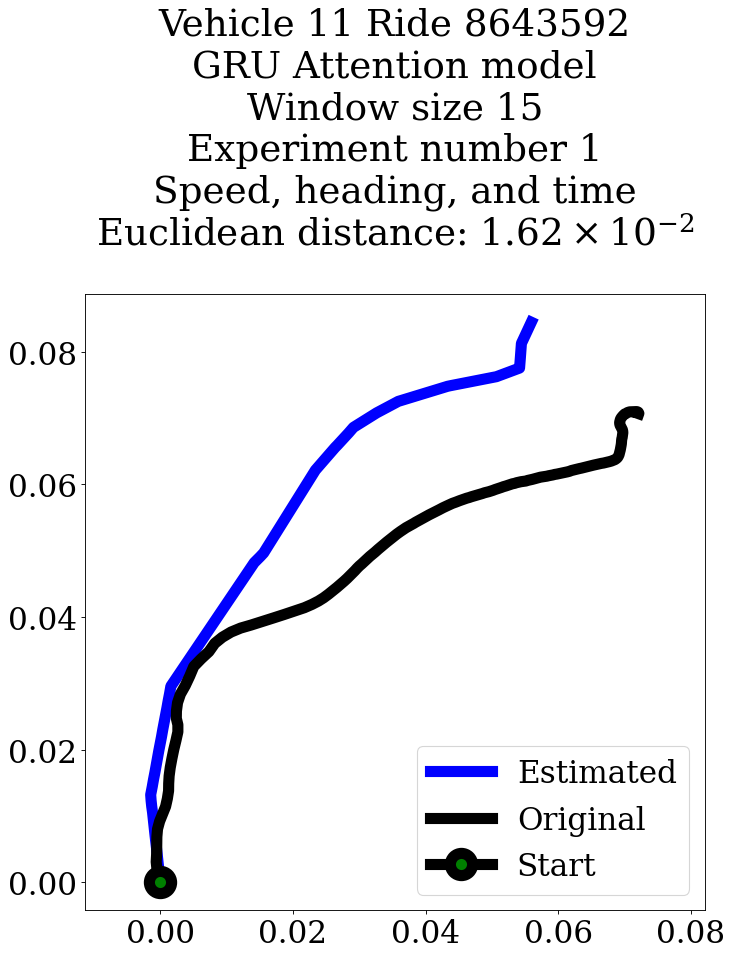 Vehicle 11 Ride 8643592
GRU Attention model
Window size 15
Experiment number 1
Speed, heading, and time
Euclidean distance: 1.62 × 10⁻²
0.08
0.06
0.04
0.02
0.00
Estimated
Original
Start
0.00 0.02 0.04 0.06 0.08